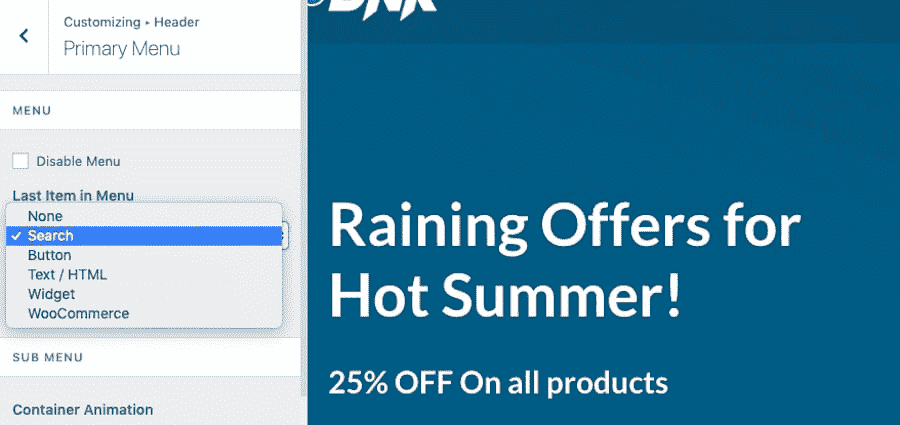 Customizing ▸ Header
Primary Menu
MENU
Disable Menu
Last Item in Menu
None
✓ Search
Button
Text / HTML
Widget
WooCommerce
SUB MENU
Container Animation
DNK
Raining Offers for
Hot Summer!
25% OFF On all products